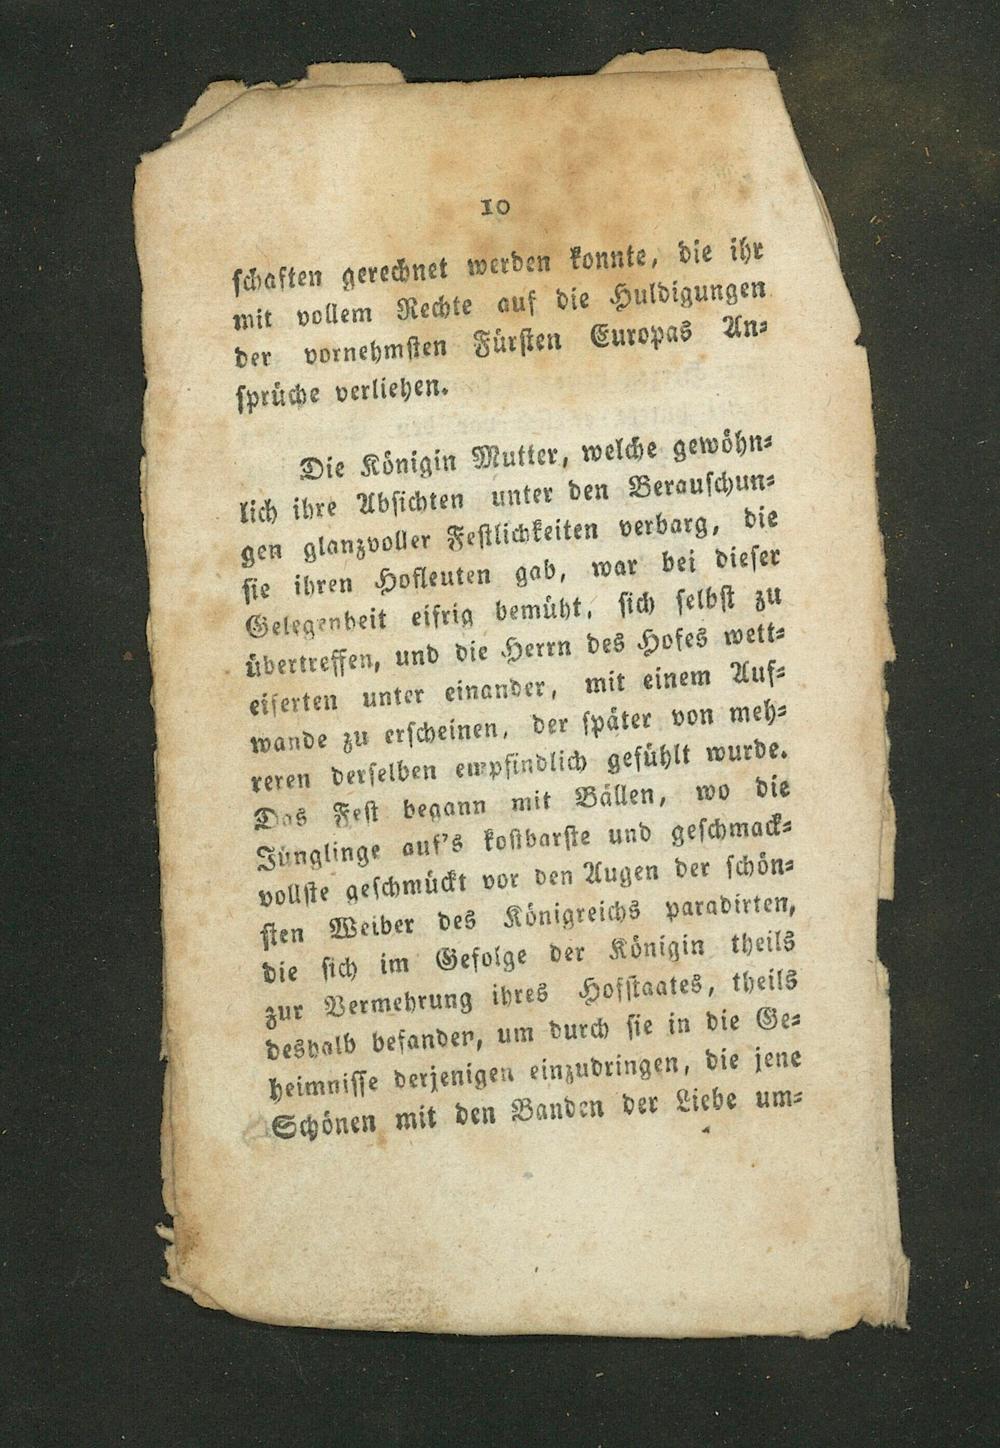 10
schaften gerechnet werden konnte, die ihr
mit vollem Rechte auf die Huldigungen
der vornehmsten Fürsten Europas An-
sprüche verliehen.
Die Königin Mutter, welche gewöhn-
lich ihre Absichten unter den Berauschun-
gen glanzvoller Festlichkeiten verbarg, die
sie ihren Hofleuten gab, war bei dieser
Gelegenheit eifrig bemüht, sich selbst zu
übertreffen, und die Herrn des Hofes wett-
eiferten unter einander, mit einem Auf-
wande zu erscheinen, der später von meh-
reren derselben empfindlich gefühlt wurde.
Das Fest begann mit Bällen, wo die
Jünglinge auf's kostbarste und geschmack-
vollste geschmückt vor den Augen der schön-
sten Weiber des Königreichs paradirten,
die sich im Gefolge der Königin theils
zur Vermehrung ihres Hofstaates, theils
deshalb befanden, um durch sie in die Ge-
heimnisse derjenigen einzudringen, die jene
Schönen mit den Banden der Liebe um-